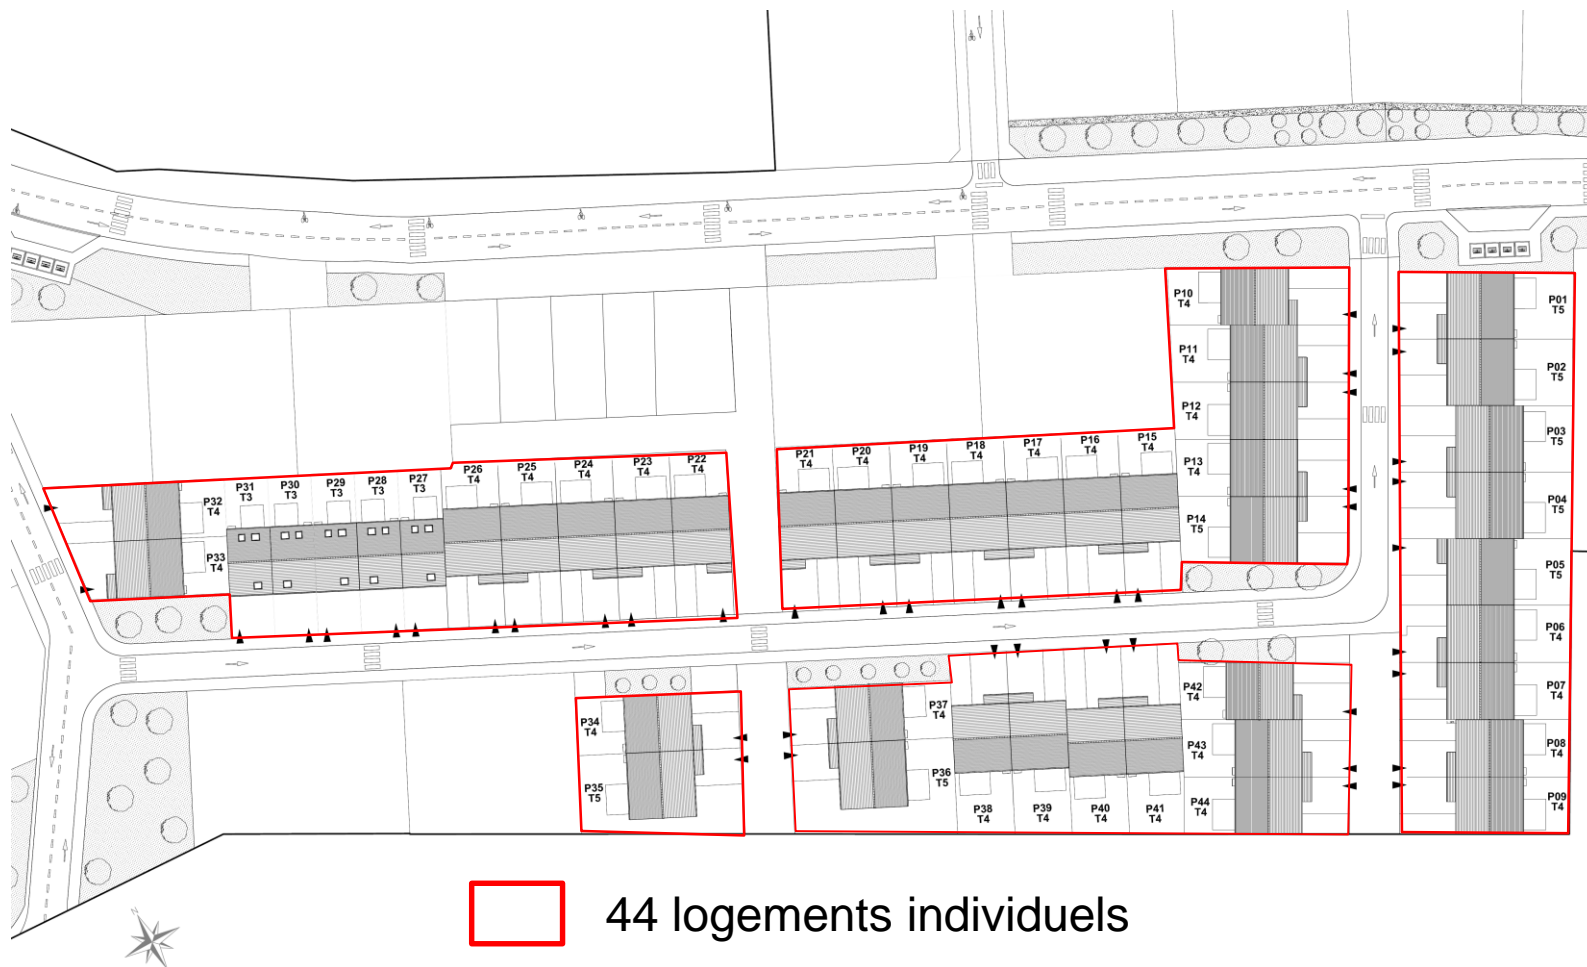 P10
T4
P11
T4
P12
T4
P13
T4
P14
T5
P01
T5
P02
T5
P03
T5
P04
T5
P05
T5
P06
T4
P07
T4
P08
T4
P09
T4
P21
T4
P20
T4
P19
T4
P18
T4
P17
T4
P16
T4
P15
T4
P26
T4
P25
T4
P24
T4
P23
T4
P22
T4
P31
T3
P30
T3
P29
T3
P28
T3
P27
T3
P32
T4
P33
T4
P34
T4
P35
T5
P37
T4
P36
T5
P38
T4
P39
T4
P40
T4
P41
T4
P42
T4
P43
T4
P44
T4
N
44 logements individuels